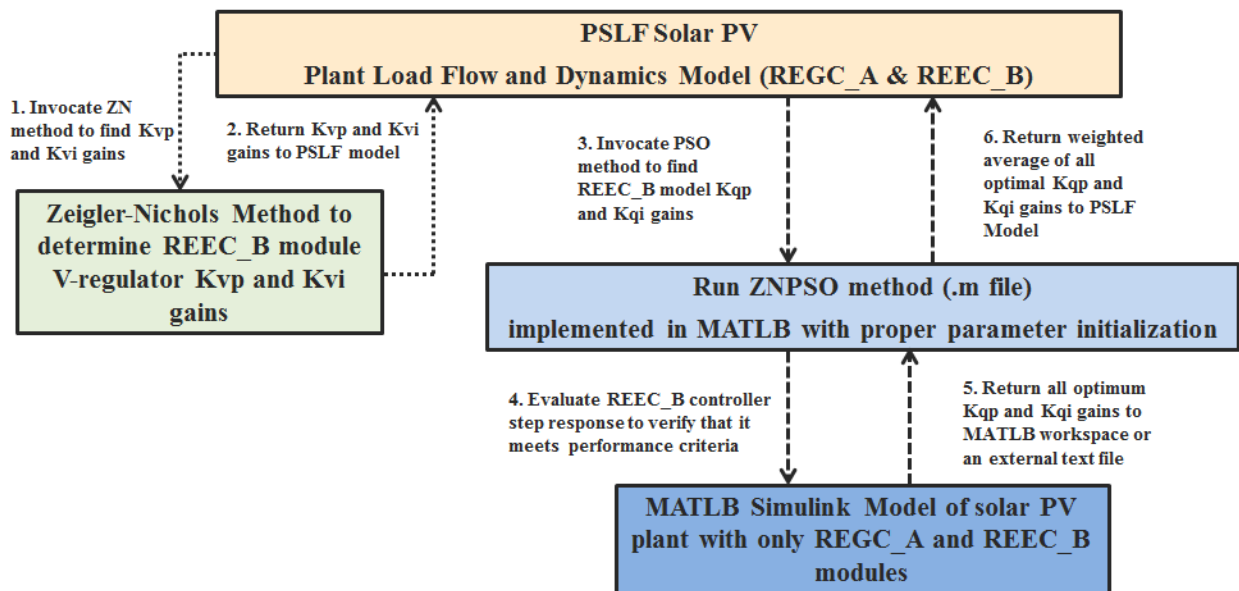 PSLF Solar PV
Plant Load Flow and Dynamics Model (REGC_A & REEC_B)
1. Invocate ZN
method to find Kvp
and Kvi gains
2. Return Kvp and Kvi
gains to PSLF model
3. Invocate PSO
method to find
REEC_B model Kqp
and Kqi gains
6. Return weighted
average of all
optimal Kqp and
Kqi gains to PSLF
Model
Zeigler-Nichols Method to
determine REEC_B module
V-regulator Kvp and Kvi
gains
Run ZNPSO method (.m file)
implemented in MATLB with proper parameter initialization
4. Evaluate REEC_B controller
step response to verify that it
meets performance criteria
5. Return all optimum
Kqp and Kqi gains to
MATLB workspace or
an external text file
MATLB Simulink Model of solar PV
plant with only REGC_A and REEC_B
modules